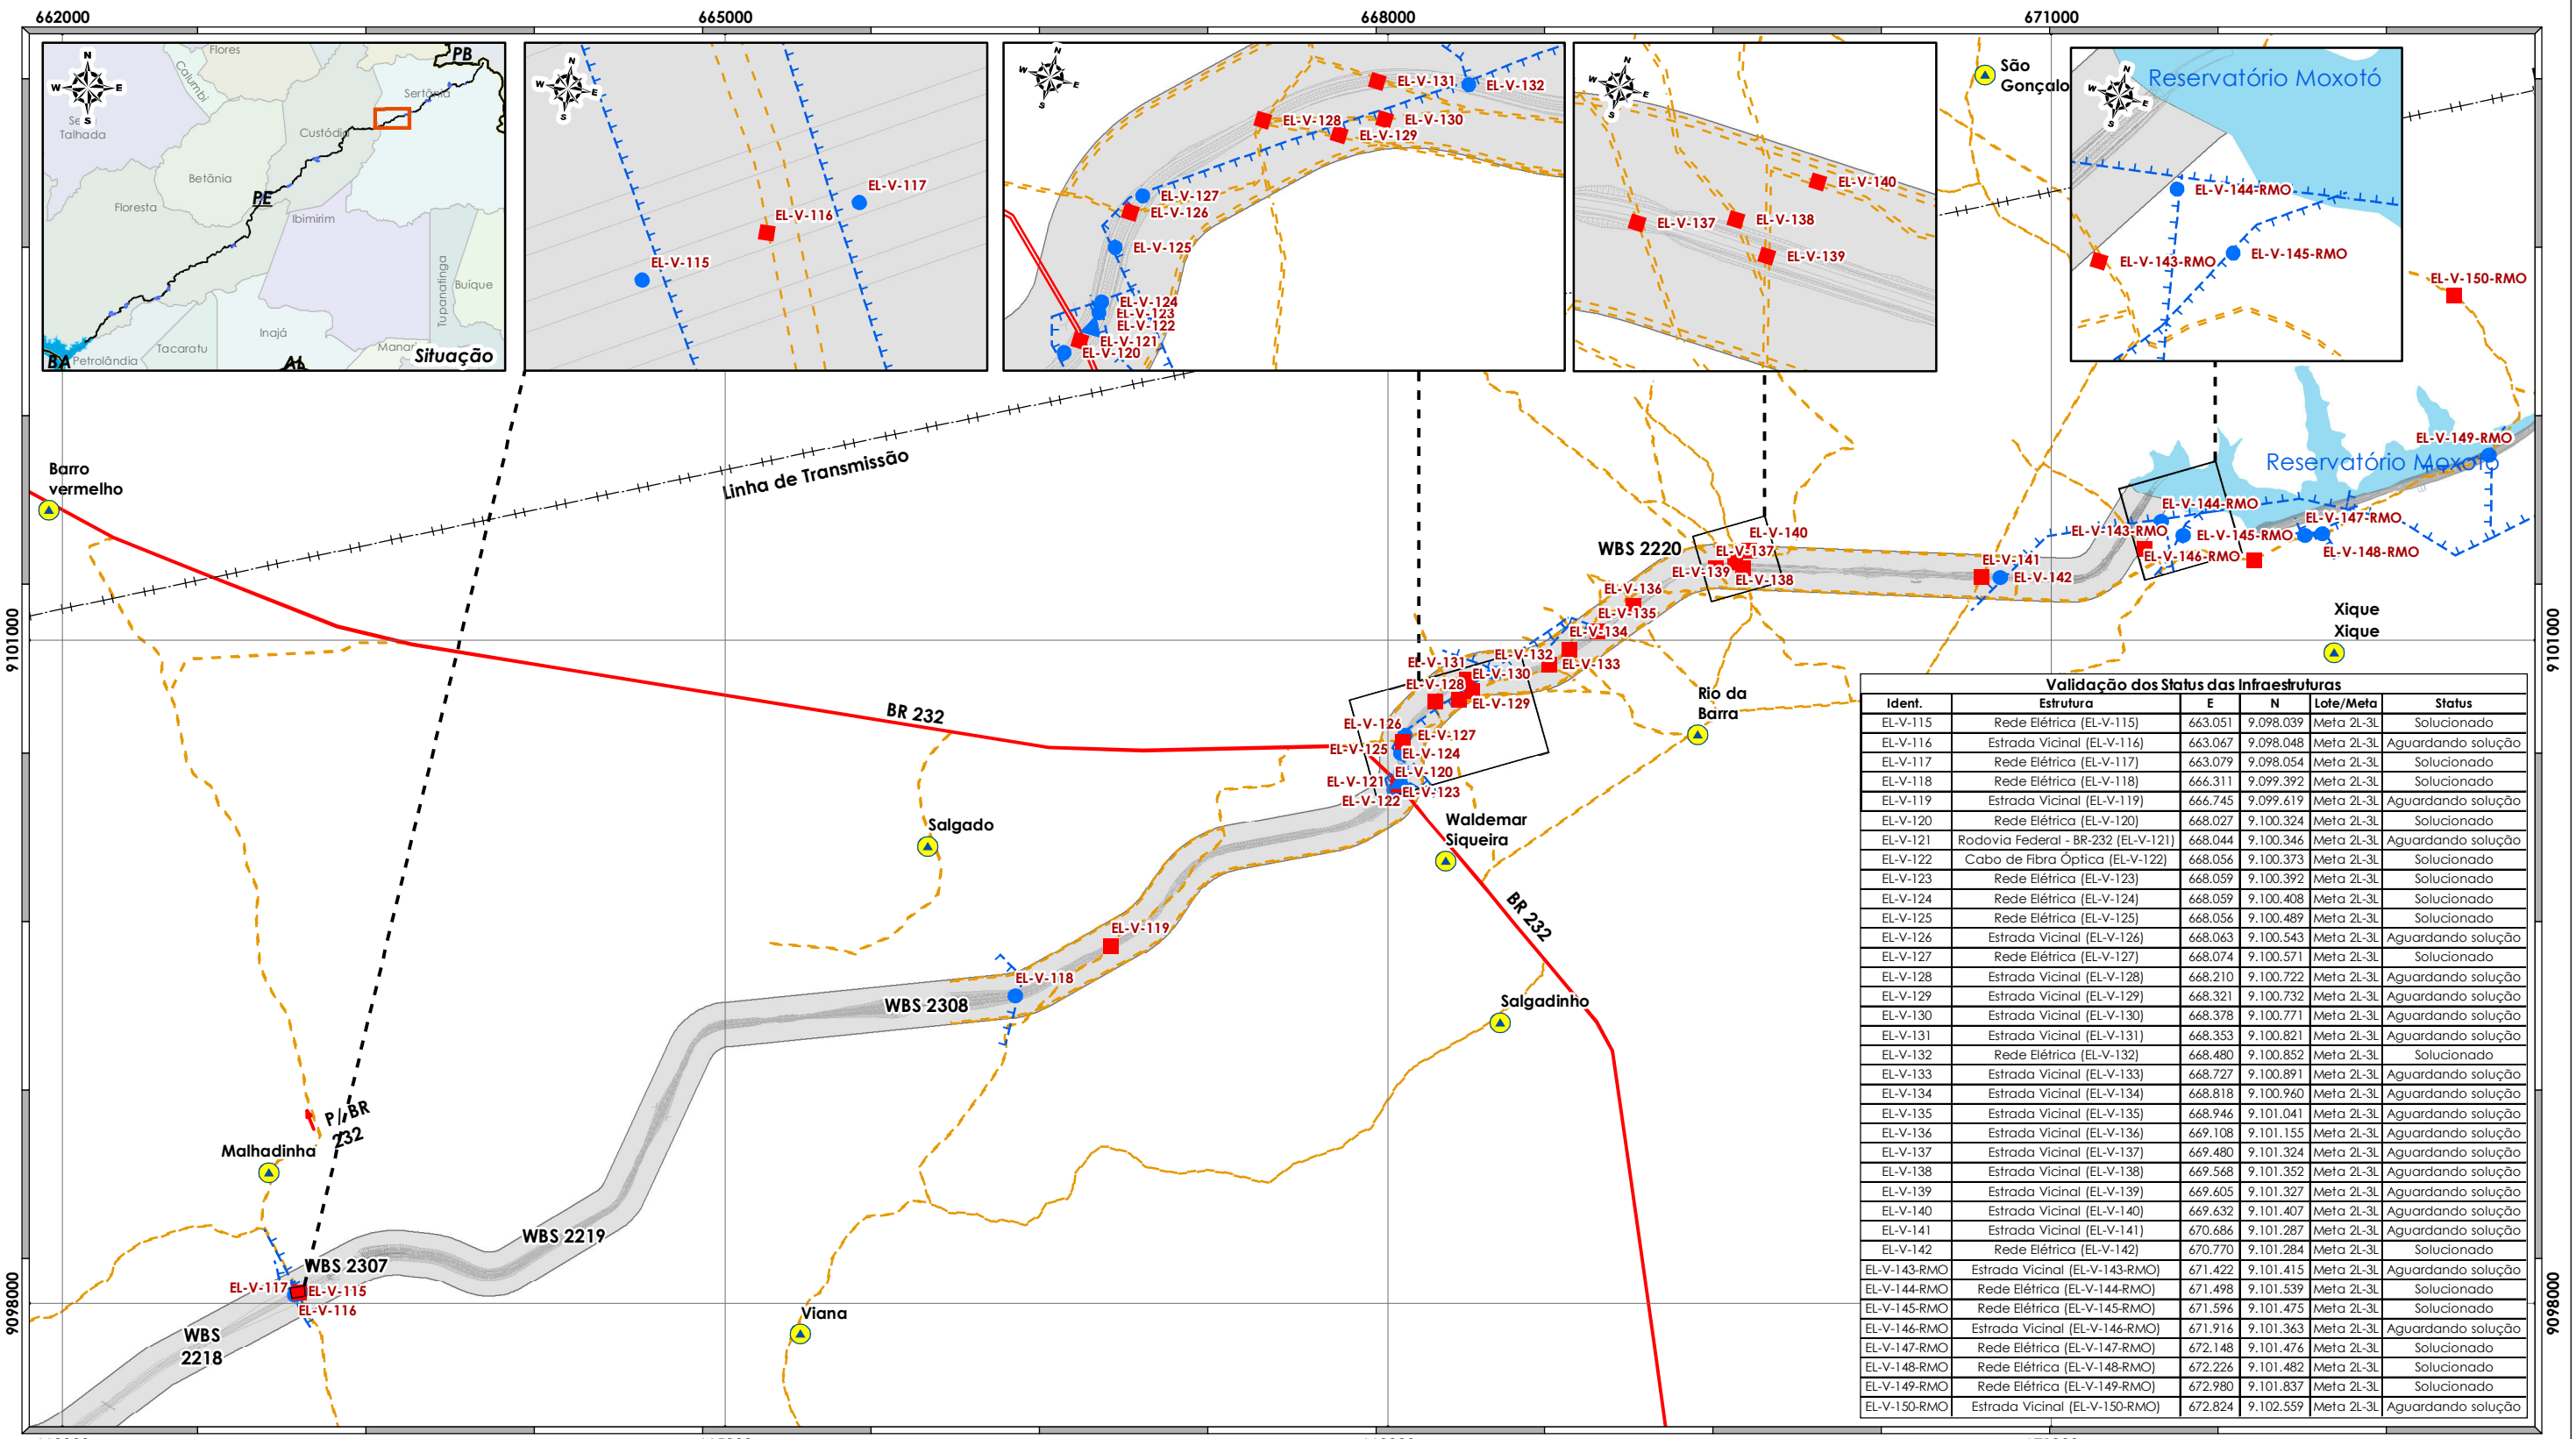 662000
665000
668000
671000
9101000
9098000
9101000
9098000
N
W
E
S
PB
Flores
Calumbi
Sertânia
Talhada
Custódia
Betânia
PE
Floresta
Ibimirim
Tupanatinga
Buíque
Inajá
Tacaratu
Manari
Petrolândia
BA
AL
Situação
N
W
E
S
EL-V-117
EL-V-116
EL-V-115
N
W
E
S
EL-V-131
EL-V-132
EL-V-128
EL-V-130
EL-V-129
EL-V-127
EL-V-126
EL-V-125
EL-V-124
EL-V-123
EL-V-122
EL-V-121
EL-V-120
N
W
E
S
EL-V-140
EL-V-137
EL-V-138
EL-V-139
São
Gonçalo
N
W
E
S
Reservatório Moxotó
EL-V-144-RMO
EL-V-145-RMO
EL-V-143-RMO
EL-V-150-RMO
EL-V-149-RMO
Reservatório Moxotó
Barro
vermelho
Linha de Transmissão
EL-V-144-RMO
EL-V-147-RMO
EL-V-143-RMO
EL-V-145-RMO
EL-V-146-RMO
EL-V-148-RMO
WBS 2220
EL-V-140
EL-V-137
EL-V-139
EL-V-138
EL-V-141
EL-V-142
EL-V-136
EL-V-135
EL-V-134
EL-V-132
EL-V-133
EL-V-131
EL-V-130
EL-V-128
EL-V-129
Xique
Xique
Rio da
Barra
BR 232
EL-V-126
EL-V-127
EL-V-125
EL-V-124
EL-V-120
EL-V-121
EL-V-123
EL-V-122
Salgado
Waldemar
Siqueira
BR 232
EL-V-119
EL-V-118
WBS 2308
Salgadinho
P/ BR
232
Malhadinha
WBS 2219
WBS 2307
EL-V-117
EL-V-115
EL-V-116
WBS
2218
Viana
Validação dos Status das Infraestruturas
Ident. Estrutura E N Lote/Meta Status
EL-V-115 Rede Elétrica (EL-V-115) 663.051 9.098.039 Meta 2L-3L Solucionado
EL-V-116 Estrada Vicinal (EL-V-116) 663.067 9.098.048 Meta 2L-3L Aguardando solução
EL-V-117 Rede Elétrica (EL-V-117) 663.079 9.098.054 Meta 2L-3L Solucionado
EL-V-118 Rede Elétrica (EL-V-118) 666.311 9.099.392 Meta 2L-3L Solucionado
EL-V-119 Estrada Vicinal (EL-V-119) 666.745 9.099.619 Meta 2L-3L Aguardando solução
EL-V-120 Rede Elétrica (EL-V-120) 668.027 9.100.324 Meta 2L-3L Solucionado
EL-V-121 Rodovia Federal - BR-232 (EL-V-121) 668.044 9.100.346 Meta 2L-3L Aguardando solução
EL-V-122 Cabo de Fibra Óptica (EL-V-122) 668.056 9.100.373 Meta 2L-3L Solucionado
EL-V-123 Rede Elétrica (EL-V-123) 668.059 9.100.392 Meta 2L-3L Solucionado
EL-V-124 Rede Elétrica (EL-V-124) 668.059 9.100.408 Meta 2L-3L Solucionado
EL-V-125 Rede Elétrica (EL-V-125) 668.056 9.100.489 Meta 2L-3L Solucionado
EL-V-126 Estrada Vicinal (EL-V-126) 668.063 9.100.543 Meta 2L-3L Aguardando solução
EL-V-127 Rede Elétrica (EL-V-127) 668.074 9.100.571 Meta 2L-3L Solucionado
EL-V-128 Estrada Vicinal (EL-V-128) 668.210 9.100.722 Meta 2L-3L Aguardando solução
EL-V-129 Estrada Vicinal (EL-V-129) 668.321 9.100.732 Meta 2L-3L Aguardando solução
EL-V-130 Estrada Vicinal (EL-V-130) 668.378 9.100.771 Meta 2L-3L Aguardando solução
EL-V-131 Estrada Vicinal (EL-V-131) 668.353 9.100.821 Meta 2L-3L Aguardando solução
EL-V-132 Rede Elétrica (EL-V-132) 668.480 9.100.852 Meta 2L-3L Solucionado
EL-V-133 Estrada Vicinal (EL-V-133) 668.727 9.100.891 Meta 2L-3L Aguardando solução
EL-V-134 Estrada Vicinal (EL-V-134) 668.818 9.100.960 Meta 2L-3L Aguardando solução
EL-V-135 Estrada Vicinal (EL-V-135) 668.946 9.101.041 Meta 2L-3L Aguardando solução
EL-V-136 Estrada Vicinal (EL-V-136) 669.108 9.101.155 Meta 2L-3L Aguardando solução
EL-V-137 Estrada Vicinal (EL-V-137) 669.480 9.101.324 Meta 2L-3L Aguardando solução
EL-V-138 Estrada Vicinal (EL-V-138) 669.568 9.101.352 Meta 2L-3L Aguardando solução
EL-V-139 Estrada Vicinal (EL-V-139) 669.605 9.101.327 Meta 2L-3L Aguardando solução
EL-V-140 Estrada Vicinal (EL-V-140) 669.632 9.101.407 Meta 2L-3L Aguardando solução
EL-V-141 Estrada Vicinal (EL-V-141) 670.686 9.101.287 Meta 2L-3L Aguardando solução
EL-V-142 Rede Elétrica (EL-V-142) 670.770 9.101.284 Meta 2L-3L Solucionado
EL-V-143-RMO Estrada Vicinal (EL-V-143-RMO) 671.422 9.101.415 Meta 2L-3L Aguardando solução
EL-V-144-RMO Rede Elétrica (EL-V-144-RMO) 671.498 9.101.539 Meta 2L-3L Solucionado
EL-V-145-RMO Rede Elétrica (EL-V-145-RMO) 671.596 9.101.475 Meta 2L-3L Solucionado
EL-V-146-RMO Estrada Vicinal (EL-V-146-RMO) 671.916 9.101.363 Meta 2L-3L Aguardando solução
EL-V-147-RMO Rede Elétrica (EL-V-147-RMO) 672.148 9.101.476 Meta 2L-3L Solucionado
EL-V-148-RMO Rede Elétrica (EL-V-148-RMO) 672.226 9.101.482 Meta 2L-3L Solucionado
EL-V-149-RMO Rede Elétrica (EL-V-149-RMO) 672.980 9.101.837 Meta 2L-3L Solucionado
EL-V-150-RMO Estrada Vicinal (EL-V-150-RMO) 672.824 9.102.559 Meta 2L-3L Aguardando solução